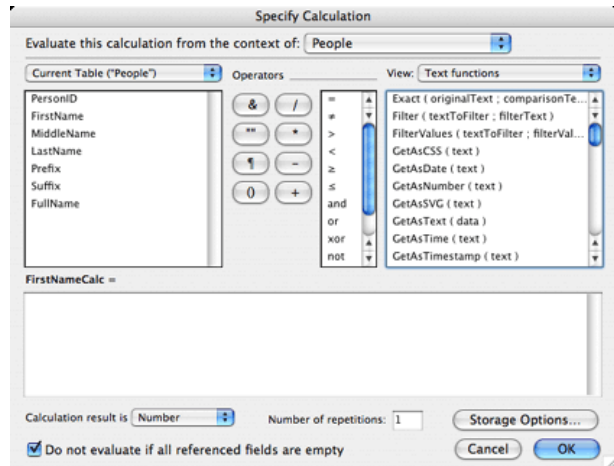 Specify Calculation
Evaluate this calculation from the context of: People
Current Table ("People")
Operators
View: Text functions
PersonID
FirstName
MiddleName
LastName
Prefix
Suffix
FullName
& /
"" *
¶ -
() +
=
≠
>
<
≥
≤
and
or
xor
not
Exact ( originalText ; comparisonTe...
Filter ( textToFilter ; filterText )
FilterValues ( textToFilter ; filterVal...
GetAsCSS ( text )
GetAsDate ( text )
GetAsNumber ( text )
GetAsSVG ( text )
GetAsText ( data )
GetAsTime ( text )
GetAsTimestamp ( text )
FirstNameCalc =
Calculation result is Number
Number of repetitions: 1
Storage Options...
Do not evaluate if all referenced fields are empty
Cancel
OK